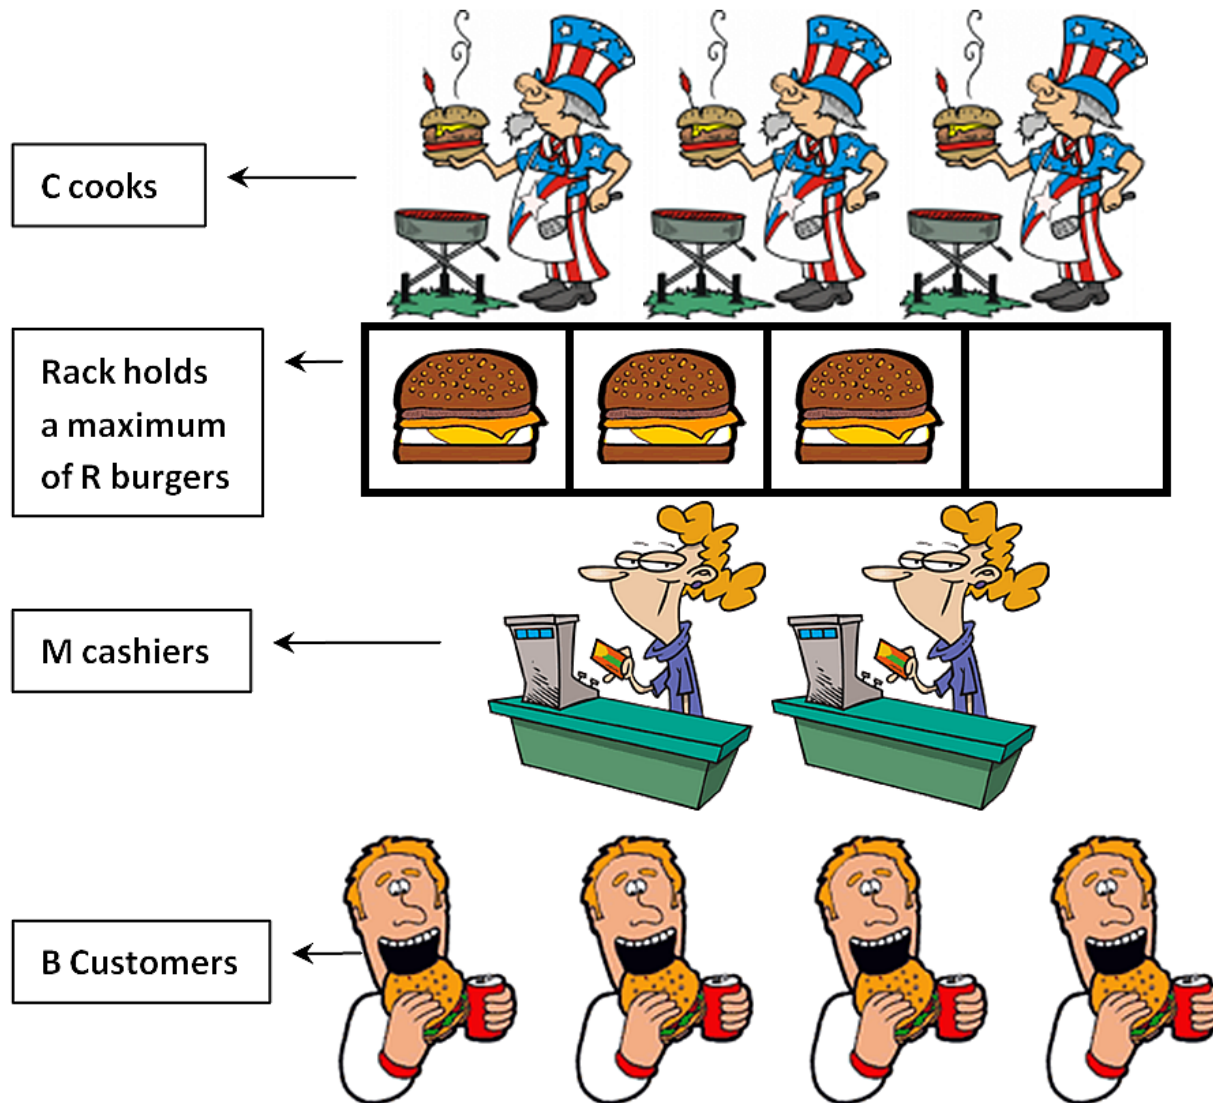 C cooks
Rack holds
a maximum
of R burgers
M cashiers
B Customers